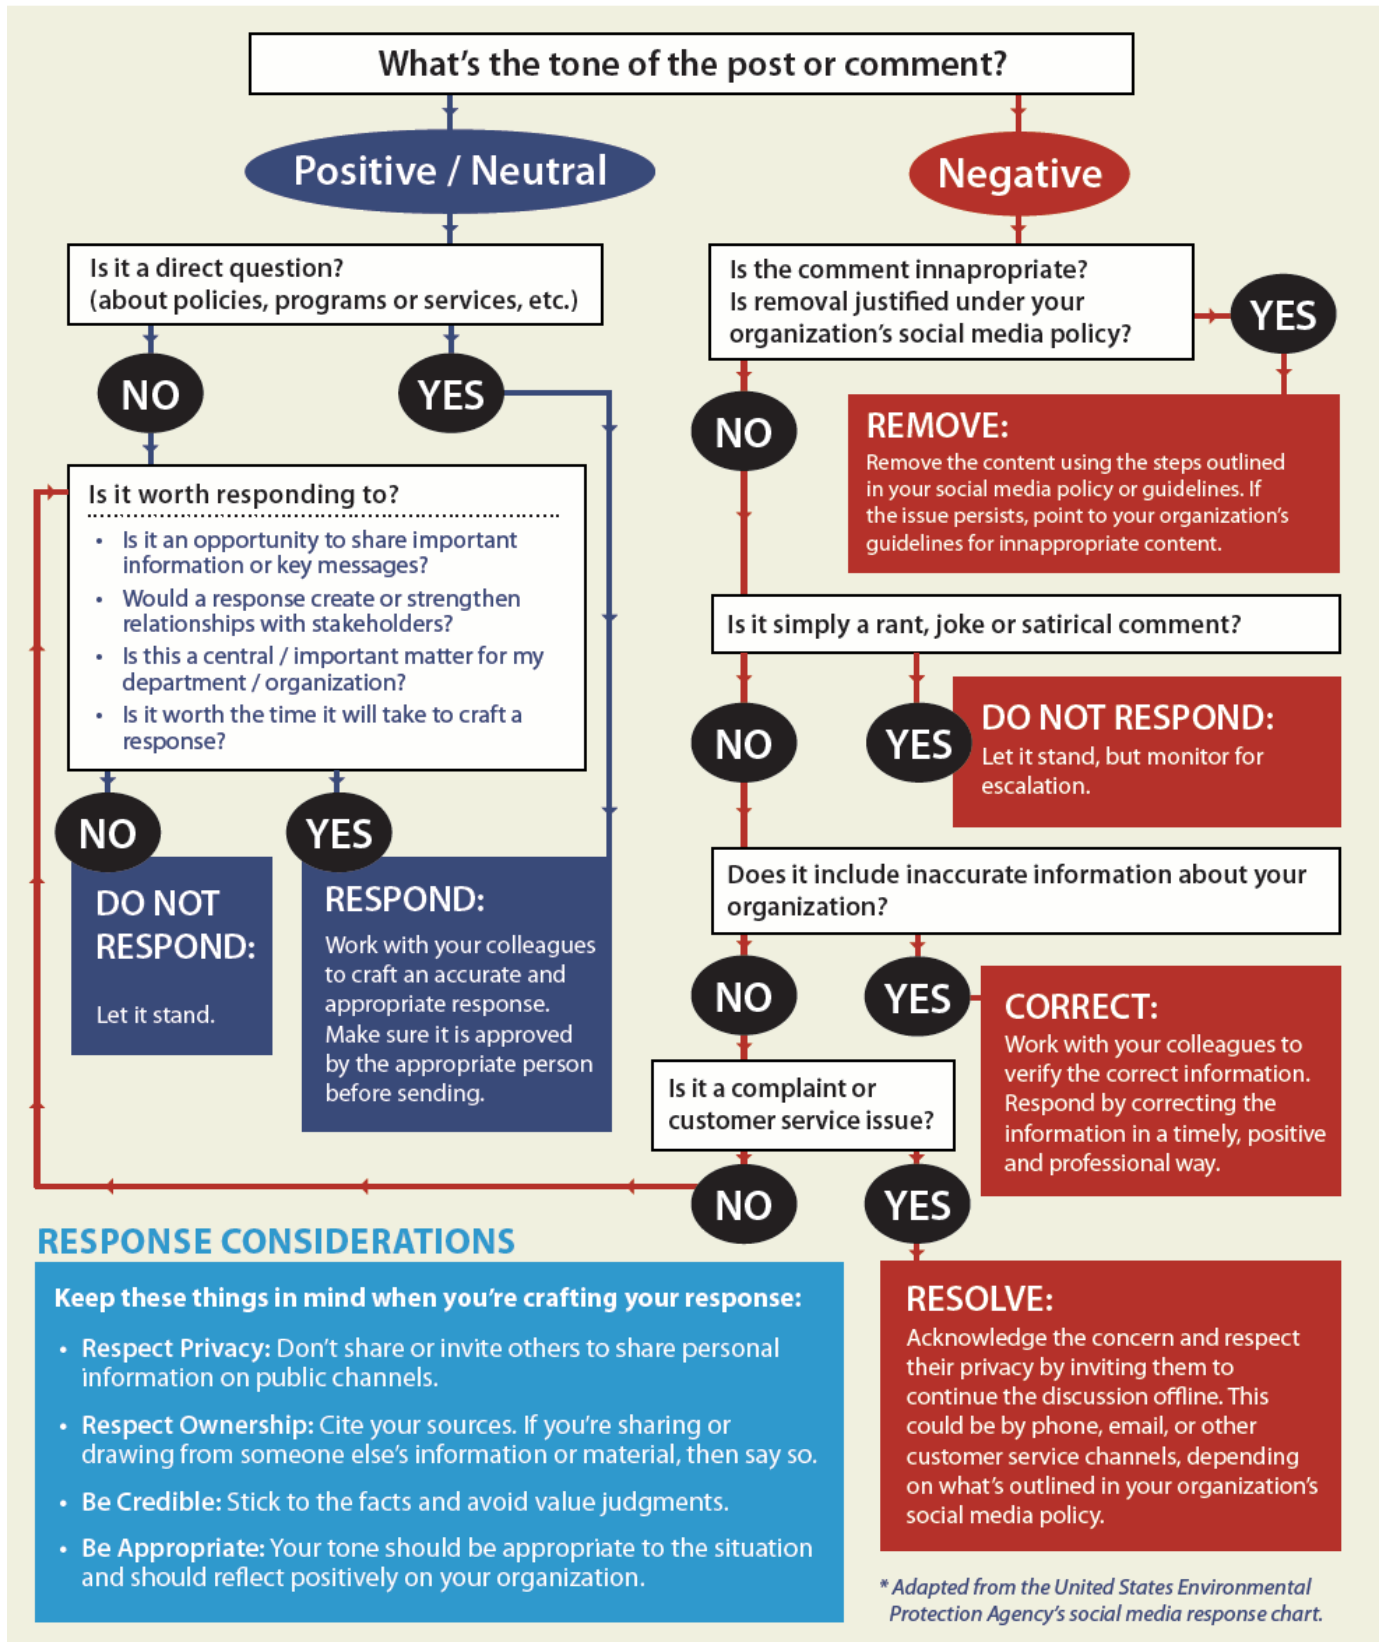 What's the tone of the post or comment?
Positive / Neutral
Negative
Is it a direct question?
(about policies, programs or services, etc.)
NO
YES
Is it worth responding to?
• Is it an opportunity to share important
information or key messages?
• Would a response create or strengthen
relationships with stakeholders?
• Is this a central / important matter for my
department / organization?
• Is it worth the time it will take to craft a
response?
NO
YES
DO NOT
RESPOND:
Let it stand.
RESPOND:
Work with your colleagues
to craft an accurate and
appropriate response.
Make sure it is approved
by the appropriate person
before sending.
Is the comment innapropriate?
Is removal justified under your
organization's social media policy?
YES
NO
REMOVE:
Remove the content using the steps outlined
in your social media policy or guidelines. If
the issue persists, point to your organization's
guidelines for innappropriate content.
Is it simply a rant, joke or satirical comment?
NO
YES
DO NOT RESPOND:
Let it stand, but monitor for
escalation.
Does it include inaccurate information about your
organization?
NO
YES
CORRECT:
Work with your colleagues to
verify the correct information.
Respond by correcting the
information in a timely, positive
and professional way.
Is it a complaint or
customer service issue?
NO
YES
RESOLVE:
Acknowledge the concern and respect
their privacy by inviting them to
continue the discussion offline. This
could be by phone, email, or other
customer service channels, depending
on what's outlined in your organization's
social media policy.
RESPONSE CONSIDERATIONS
Keep these things in mind when you're crafting your response:
• Respect Privacy: Don't share or invite others to share personal
information on public channels.
• Respect Ownership: Cite your sources. If you're sharing or
drawing from someone else's information or material, then say so.
• Be Credible: Stick to the facts and avoid value judgments.
• Be Appropriate: Your tone should be appropriate to the situation
and should reflect positively on your organization.
* Adapted from the United States Environmental
Protection Agency's social media response chart.